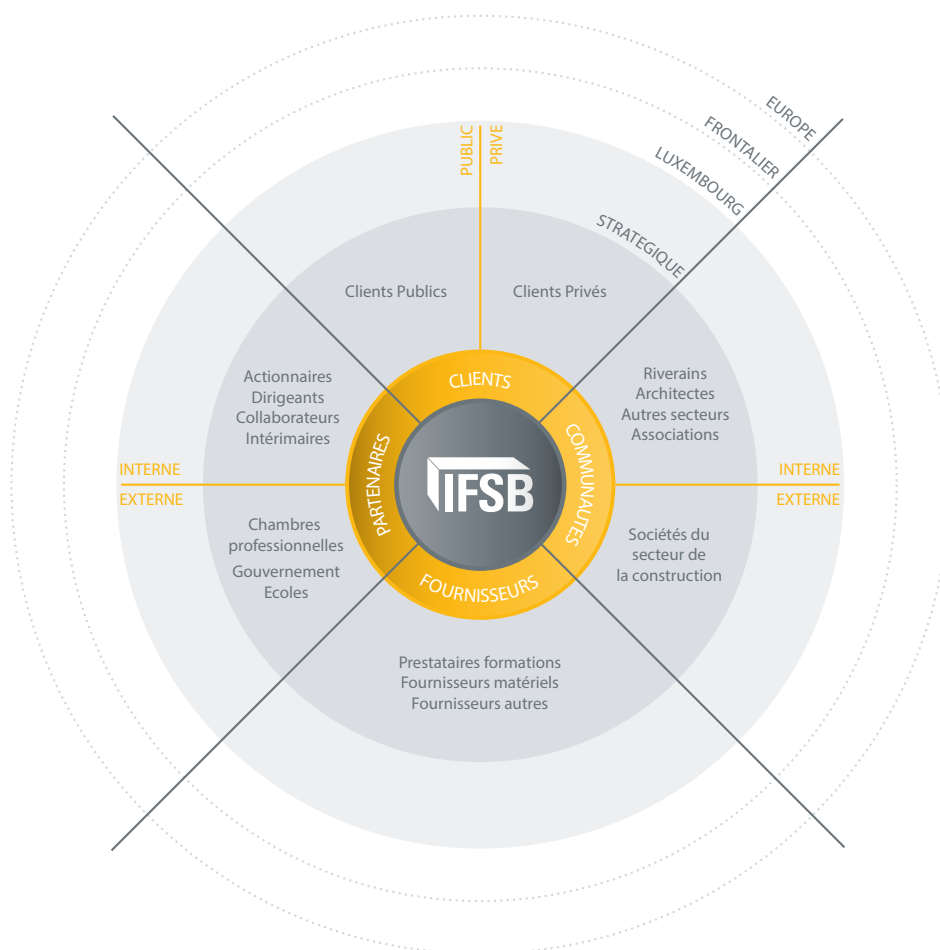 EUROPE
FRONTALIER
LUXEMBOURG
STRATEGIQUE
PUBLIC
PRIVE
Clients Publics
Clients Privés
Actionnaires
Dirigeants
Collaborateurs
Intérimaires
CLIENTS
Riverains
Architectes
Autres secteurs
Associations
INTERNE
EXTERNE
PARTENAIRES
IFSB
COMMUNAUTES
INTERNE
EXTERNE
Chambres
professionnelles
Gouvernement
Ecoles
FOURNISSEURS
Sociétés du
secteur de
la construction
Prestataires formations
Fournisseurs matériels
Fournisseurs autres